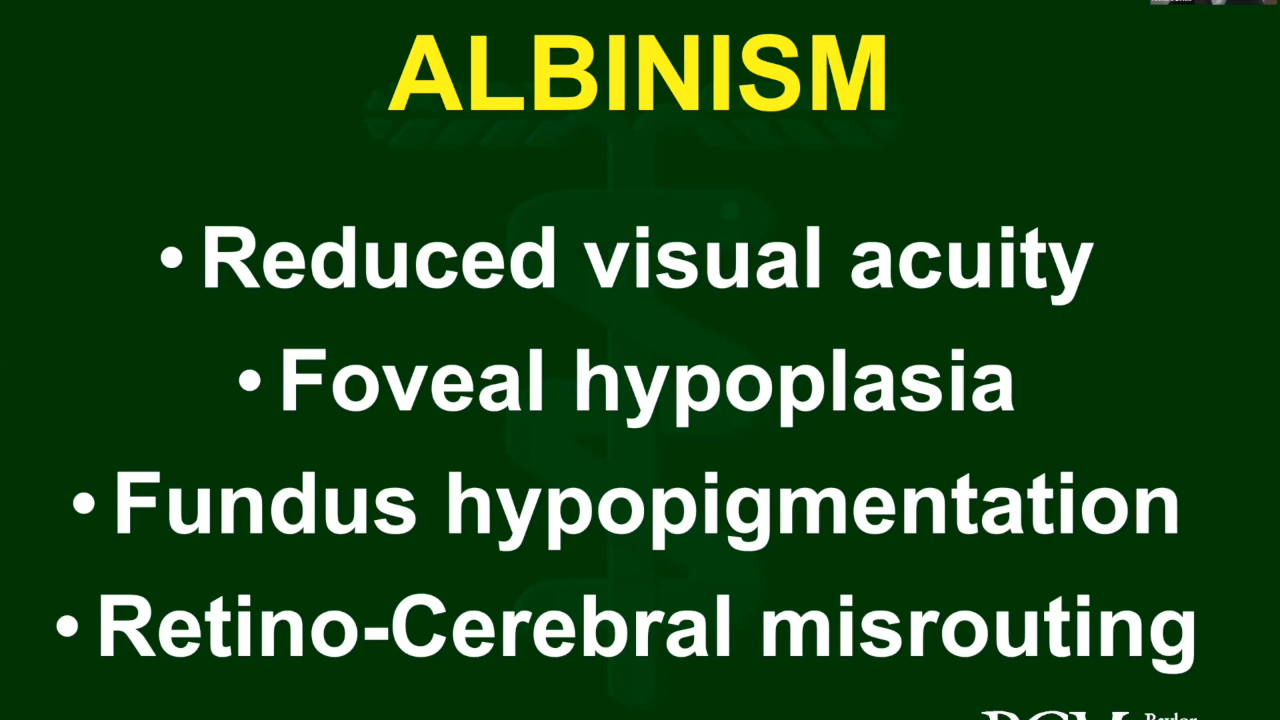 ALBINISM
• Reduced visual acuity
• Foveal hypoplasia
• Fundus hypopigmentation
• Retino-Cerebral misrouting